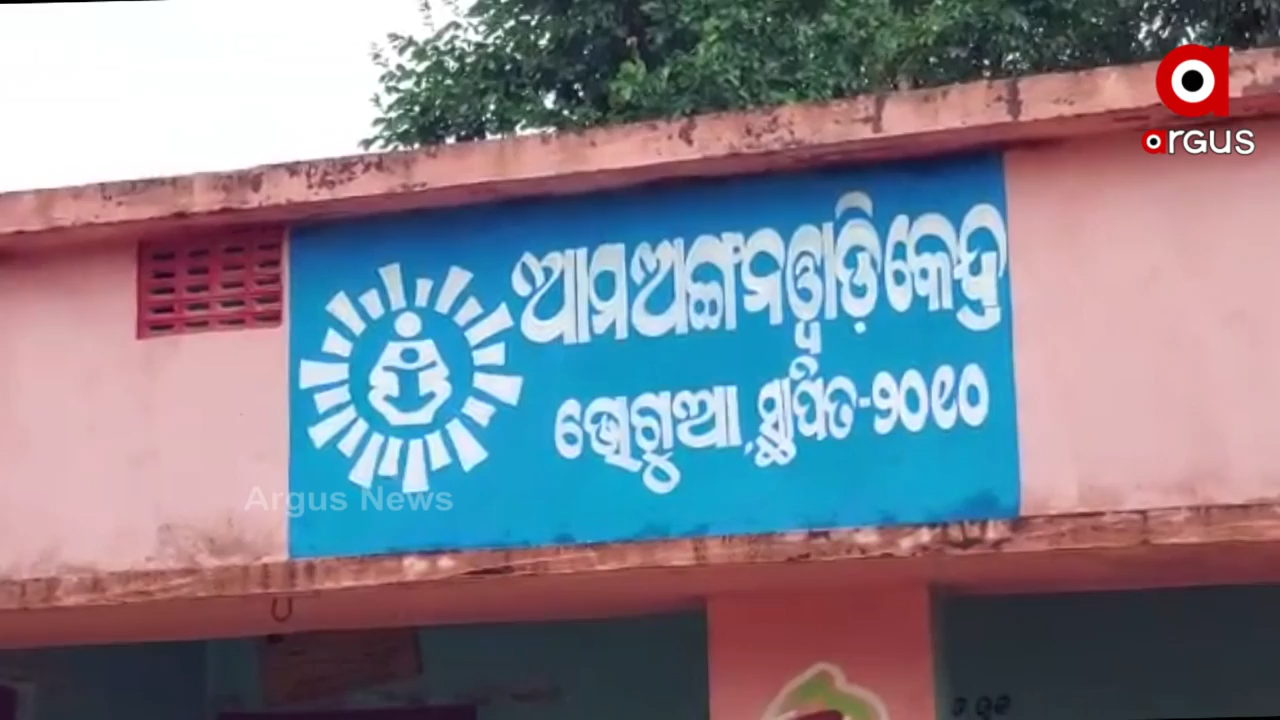 ଆମ ଅଙ୍ଗନୱାଡ଼ି କେନ୍ଦ୍ର
ଭେଗୁଆ, ସ୍ଥାପିତ-୨୦୧୦
argus
Argus News